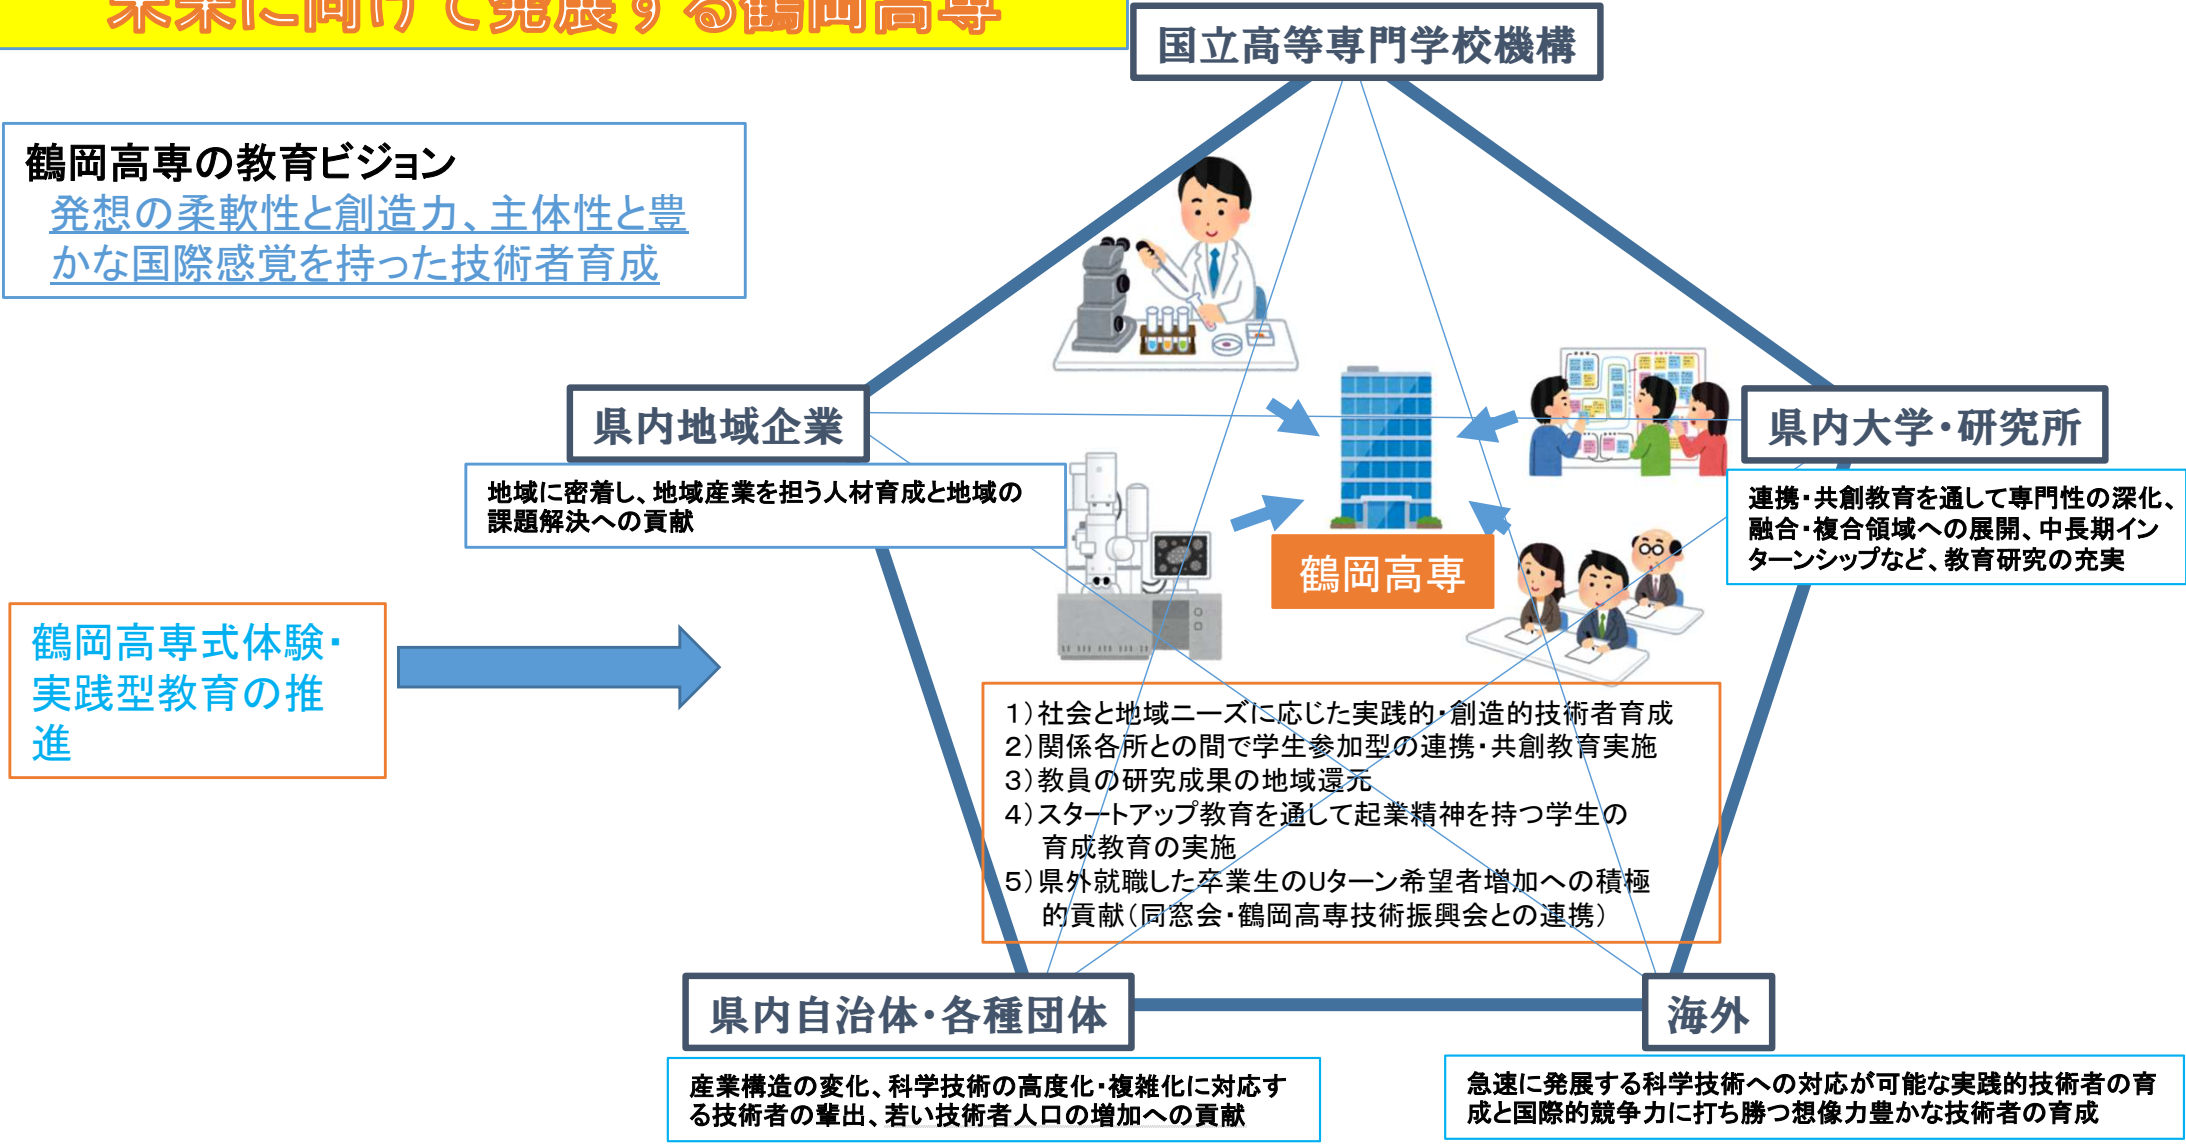 未来に向けて発展する鶴岡高専
国立高等専門学校機構
鶴岡高専の教育ビジョン
発想の柔軟性と創造力、主体性と豊
かな国際感覚を持った技術者育成
県内地域企業
地域に密着し、地域産業を担う人材育成と地域の
課題解決への貢献
県内大学・研究所
連携・共創教育を通して専門性の深化、
融合・複合領域への展開、中長期イン
ターンシップなど、教育研究の充実
鶴岡高専
鶴岡高専式体験・
実践型教育の推
進
1)社会と地域ニーズに応じた実践的・創造的技術者育成
2)関係各所との間で学生参加型の連携・共創教育実施
3)教員の研究成果の地域還元
4)スタートアップ教育を通して起業精神を持つ学生の
育成教育の実施
5)県外就職した卒業生のUターン希望者増加への積極
的貢献(同窓会・鶴岡高専技術振興会との連携)
県内自治体・各種団体
産業構造の変化、科学技術の高度化・複雑化に対応す
る技術者の輩出、若い技術者人口の増加への貢献
海外
急速に発展する科学技術への対応が可能な実践的技術者の育
成と国際的競争力に打ち勝つ想像力豊かな技術者の育成